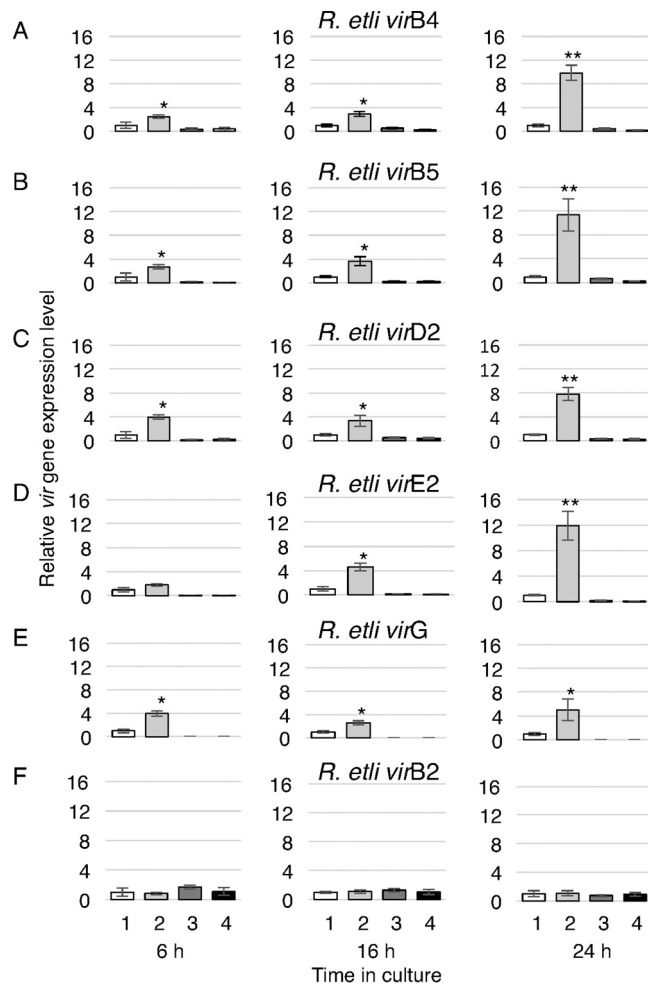 A R. etli virB4
16 16 16
12 12 12 **
8 8 8
4 * 4 * 4
0 0 0
B R. etli virB5
16 16 16 **
12 12 12
8 8 8
4 * 4 * 4
0 0 0
C R. etli virD2
16 16 16
12 12 12
8 8 8 **
4 * 4 * 4
0 0 0
D R. etli virE2
16 16 16 **
12 12 12
8 8 8
4 4 * 4
0 0 0
E R. etli virG
16 16 16
12 12 12
8 8 8 *
4 * 4 * 4
0 0 0
F R. etli virB2
16 16 16
12 12 12
8 8 8
4 4 4
0 0 0
1 2 3 4 1 2 3 4 1 2 3 4
6 h 16 h 24 h
Time in culture
Relative vir gene expression level